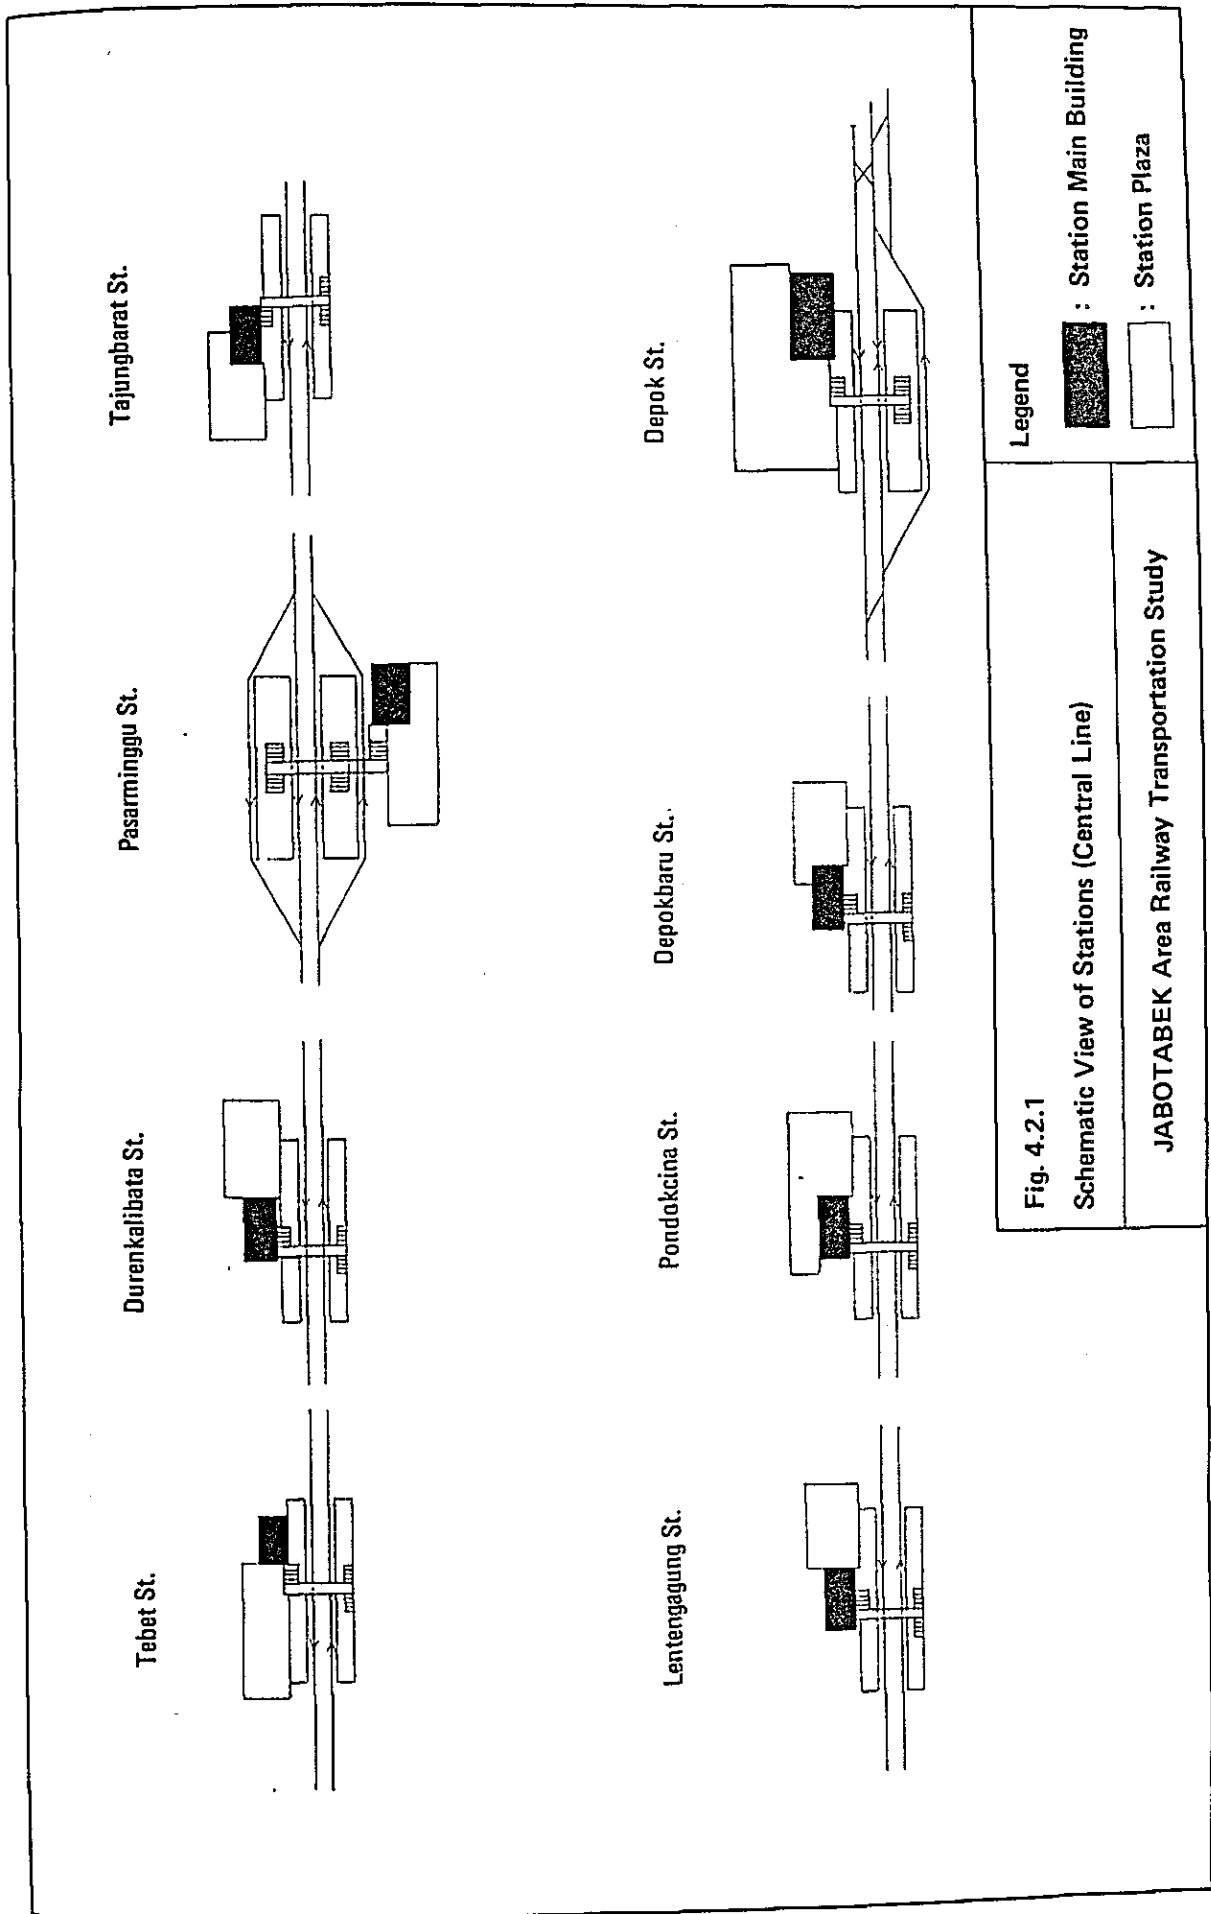 Tebet St.
Durenkalibata St.
Pasarminggu St.
Tajungbarat St.
Lentengagung St.
Pondokcina St.
Depokbaru St.
Depok St.
Fig. 4.2.1
Schematic View of Stations (Central Line)
JABOTABEK Area Railway Transportation Study
Legend
: Station Main Building
: Station Plaza